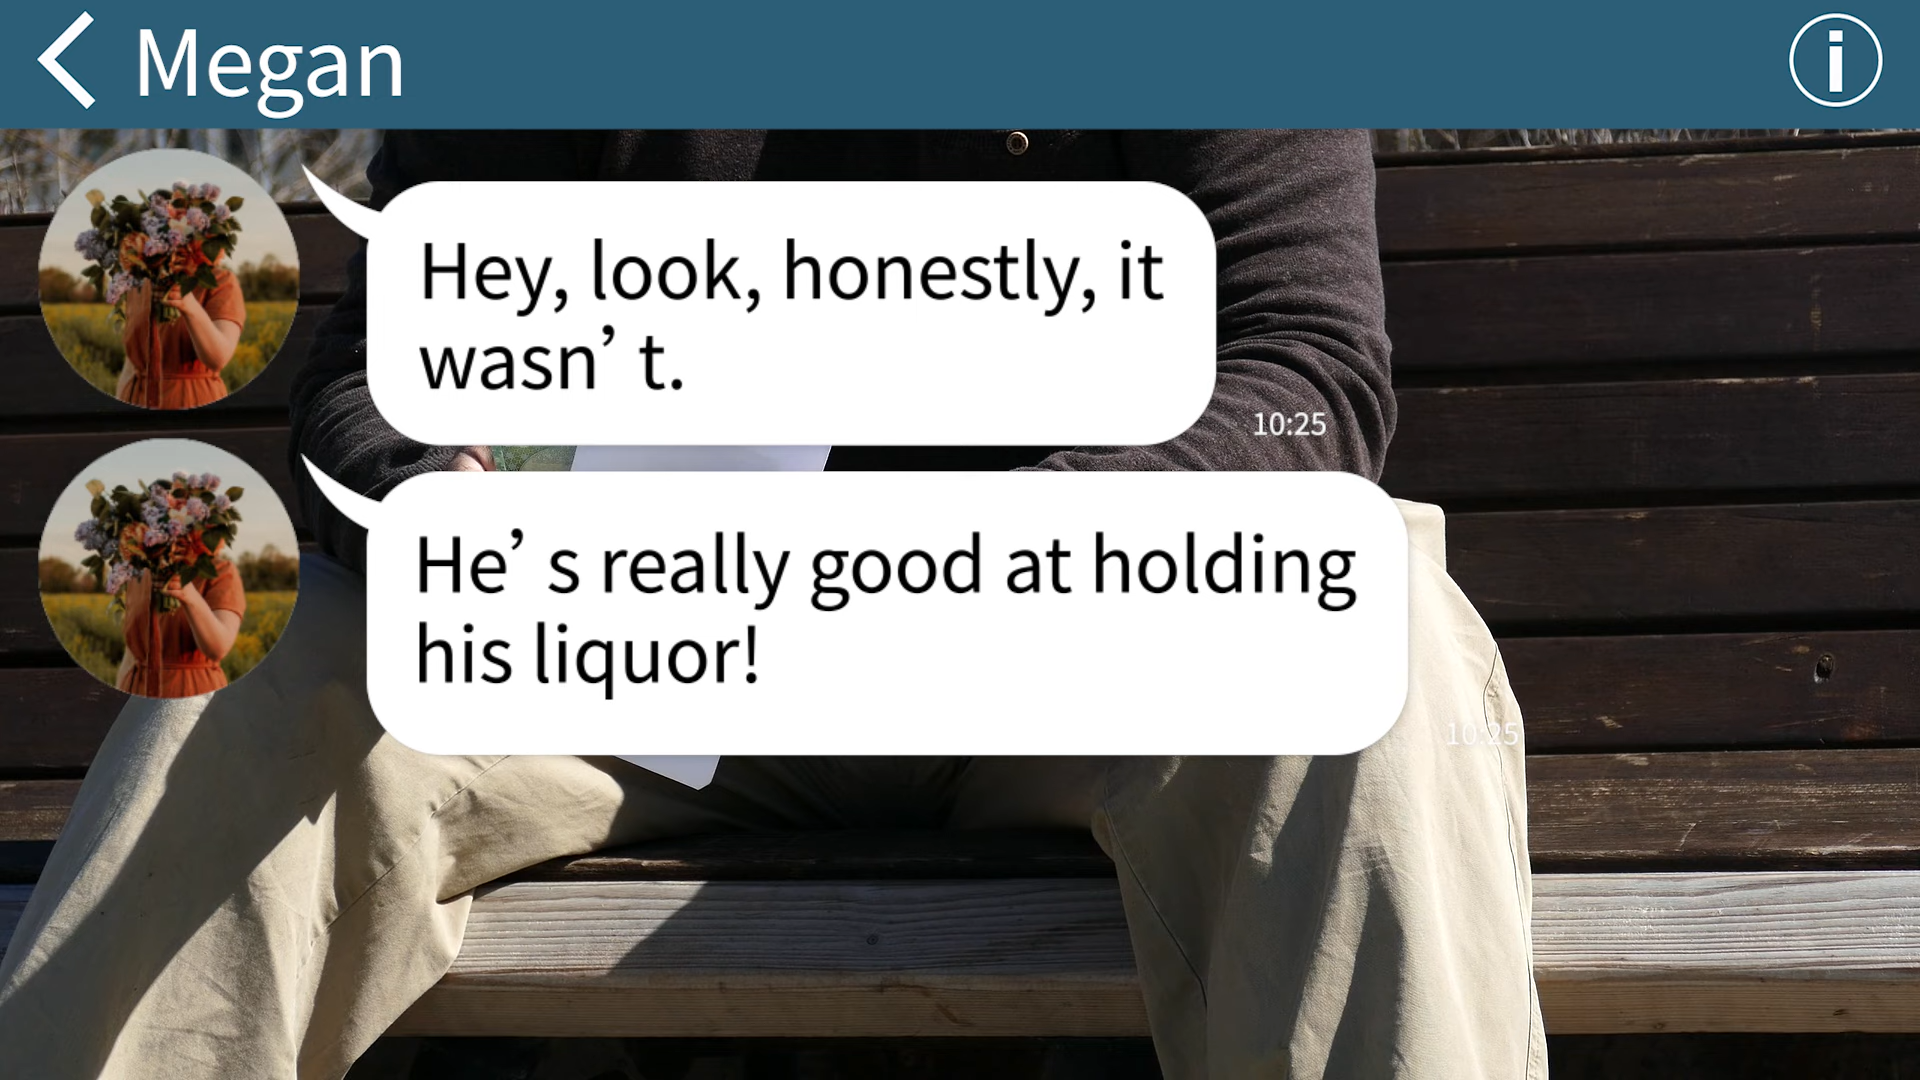 Megan
Hey, look, honestly, it
wasn’t.
10:25
He’s really good at holding
his liquor!
10:25